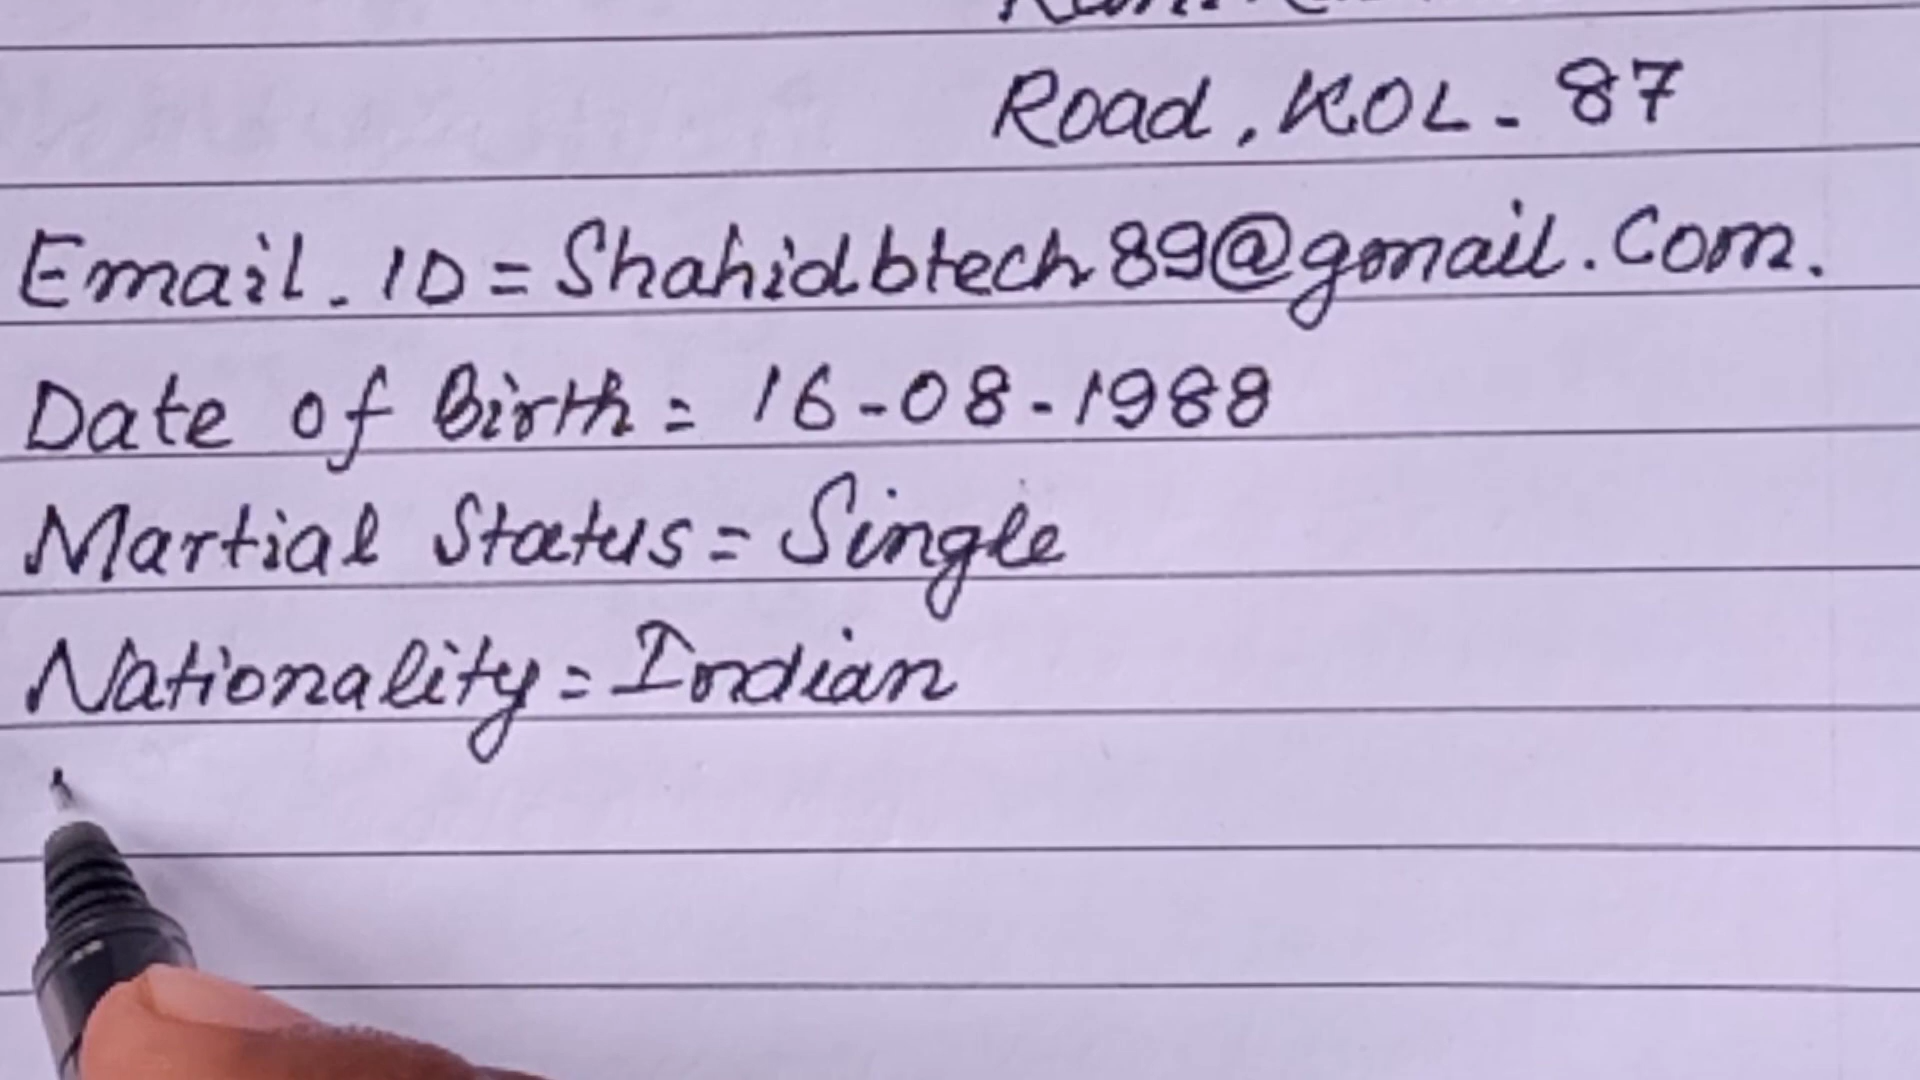 Road, KOL - 87
Email. ID = Shahidbtech89@gmail.com.
Date of Birth = 16-08-1988
Martial Status = Single
Nationality = Indian